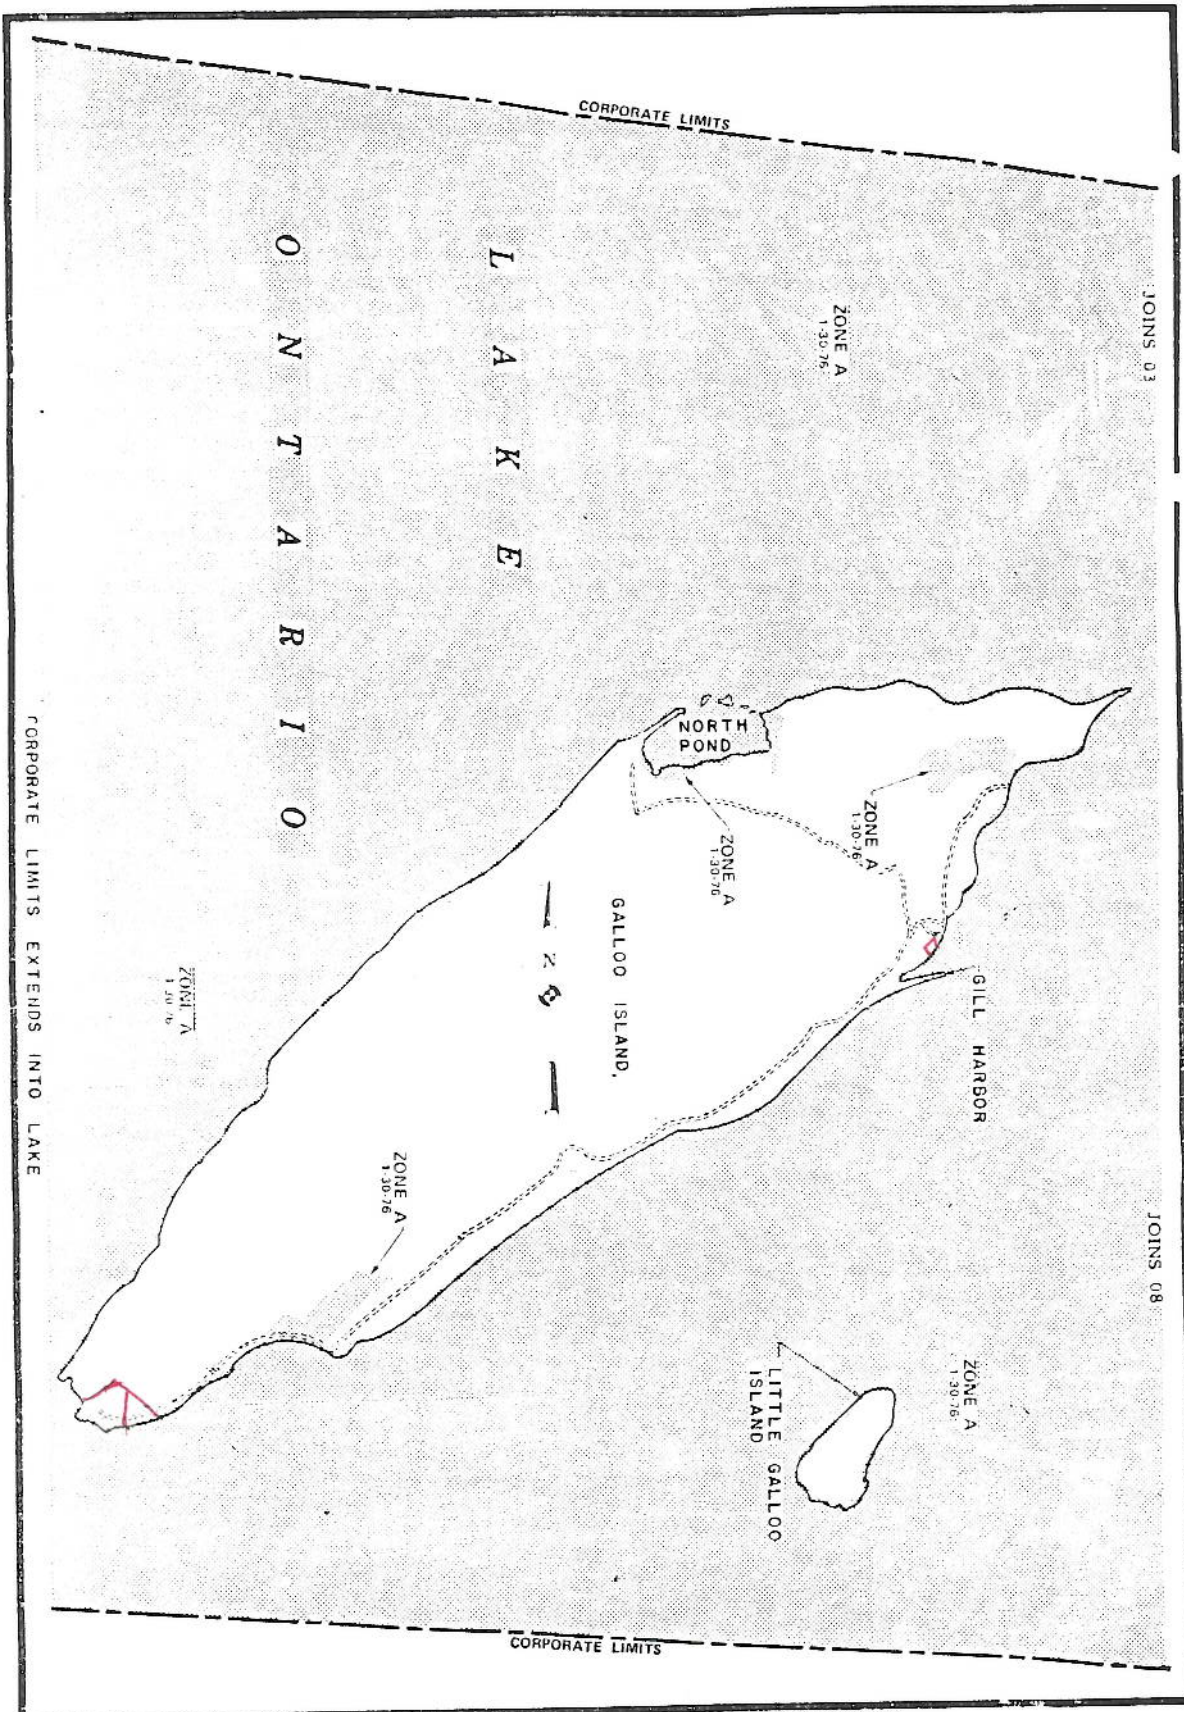 CORPORATE LIMITS
JOINS 03
ZONE A
1-30-76
LAKE
ONTARIO
NORTH
POND
ZONE A
1-30-76
ZONE A
1-30-76
GALLOO ISLAND,
N
GILL HARBOR
ZONE A
1-30-76
CORPORATE LIMITS EXTENDS INTO LAKE
ZONE A
1-30-76
JOINS 08
ZONE A
1-30-76
LITTLE GALLOO
ISLAND
CORPORATE LIMITS